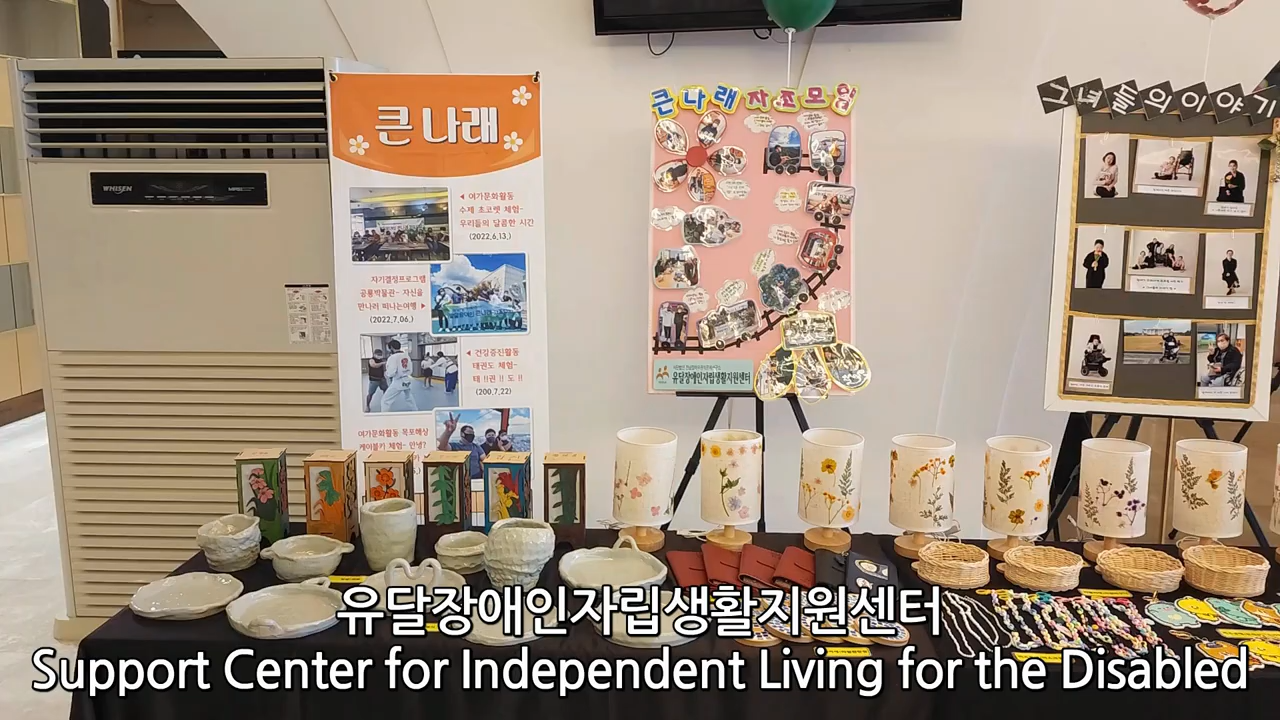 WHISEN
큰 나래
◀ 여가문화활동
수제 초코렛 체험-
우리들의 달콤한 시간
(2022.6.13.)
자기결정프로그램
공룡박물관- 자신을
만나러 떠나는여행 ▶
(2022.7.06.)
◀ 건강증진활동
태권도 체험-
태 !!권 !! 도 !!
(200.7.22)
여가문화활동 목포해상
케이블카 체험- 안녕?
큰나래자조모임
유달장애인자립생활지원센터
그녀들의이야기
유달장애인자립생활지원센터
Support Center for Independent Living for the Disabled